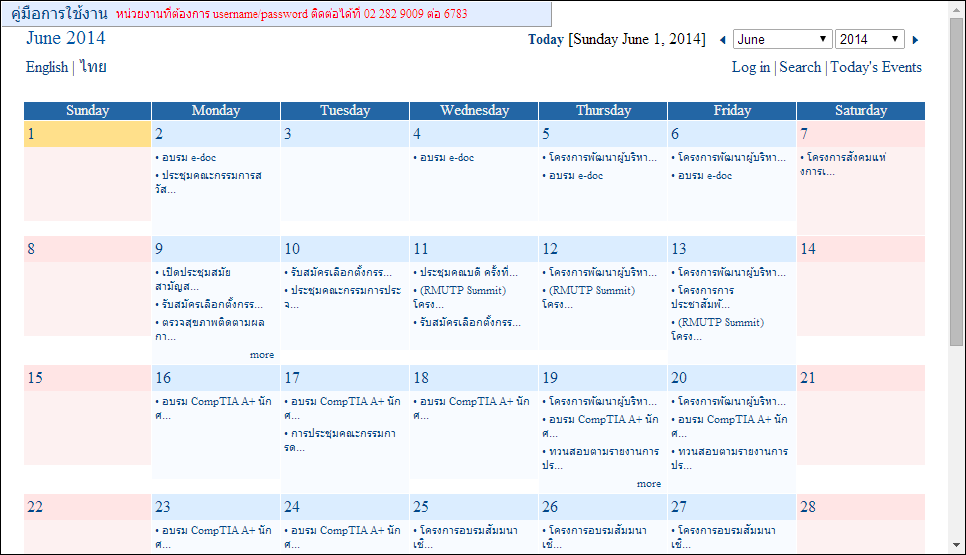 คู่มือการใช้งาน หน่วยงานที่ต้องการ username/password ติดต่อได้ที่ 02 282 9009 ต่อ 6783
June 2014 Today [Sunday June 1, 2014] June 2014
English | ไทย Log in | Search | Today's Events
Sunday Monday Tuesday Wednesday Thursday Friday Saturday
1
2
• อบรม e-doc
• ประชุมคณะกรรมการส
วัส...
3
4
• อบรม e-doc
5
• โครงการพัฒนาผู้บริหา...
• อบรม e-doc
6
• โครงการพัฒนาผู้บริหา...
• อบรม e-doc
7
• โครงการสังคมแห่
งการเ...
8
9
• เปิดประชุมสมัย
สามัญส...
• รับสมัครเลือกตั้งกรร...
• ตรวจสุขภาพติดตามผล
กา...
more
10
• รับสมัครเลือกตั้งกรร...
• ประชุมคณะกรรมการประ
จ...
11
• ประชุมคณบดี ครั้งที่...
• (RMUTP Summit)
โครง...
• รับสมัครเลือกตั้งกรร...
12
• โครงการพัฒนาผู้บริหา...
• (RMUTP Summit)
โครง...
13
• โครงการพัฒนาผู้บริหา...
• โครงการการ
ประชาสัมพั...
• (RMUTP Summit)
โครง...
14
15
16
• อบรม CompTIA A+ นัก
ศ...
17
• อบรม CompTIA A+ นัก
ศ...
• การประชุมคณะกรรมกา
รด...
18
• อบรม CompTIA A+ นัก
ศ...
19
• โครงการพัฒนาผู้บริหา...
• อบรม CompTIA A+ นัก
ศ...
• ทวนสอบตามรายงานการ
ปร...
more
20
• โครงการพัฒนาผู้บริหา...
• อบรม CompTIA A+ นัก
ศ...
• ทวนสอบตามรายงานการ
ปร...
21
22
23
• อบรม CompTIA A+ นัก
ศ...
24
• อบรม CompTIA A+ นัก
ศ...
25
• โครงการอบรมสัมมนา
เชิ...
26
• โครงการอบรมสัมมนา
เชิ...
27
• โครงการอบรมสัมมนา
เชิ...
28